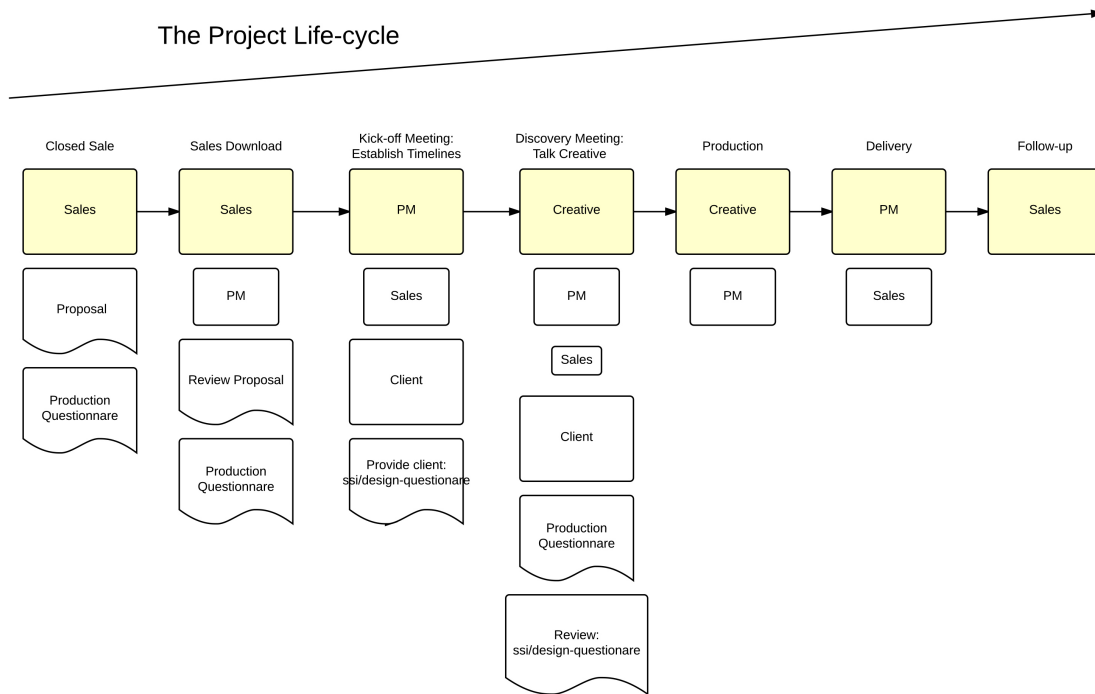 The Project Life-cycle
Closed Sale
Sales Download
Kick-off Meeting:
Establish Timelines
Discovery Meeting:
Talk Creative
Production
Delivery
Follow-up
Sales
Sales
PM
Creative
Creative
PM
Sales
Proposal
Production
Questionnare
PM
Review Proposal
Production
Questionnare
Sales
Client
Provide client:
ssi/design-questionare
PM
Sales
Client
Production
Questionnare
Review:
ssi/design-questionare
PM
Sales